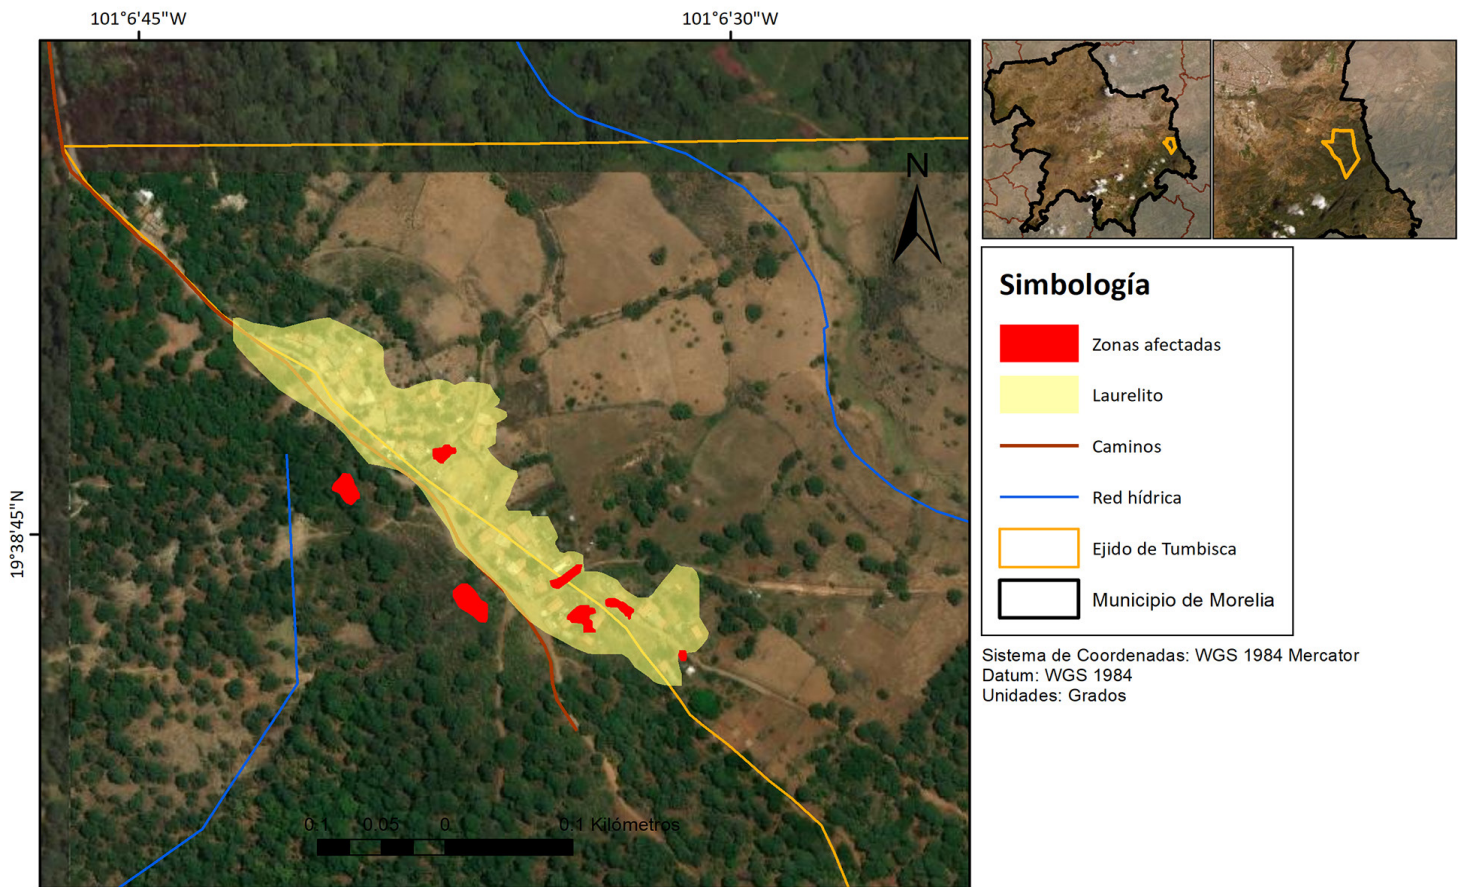 101°6'45"W
101°6'30"W
19°38'45"N
N
0.1 0.05 0 0.1 Kilómetros
Simbología
Zonas afectadas
Laurelito
Caminos
Red hídrica
Ejido de Tumbisca
Municipio de Morelia
Sistema de Coordenadas: WGS 1984 Mercator
Datum: WGS 1984
Unidades: Grados